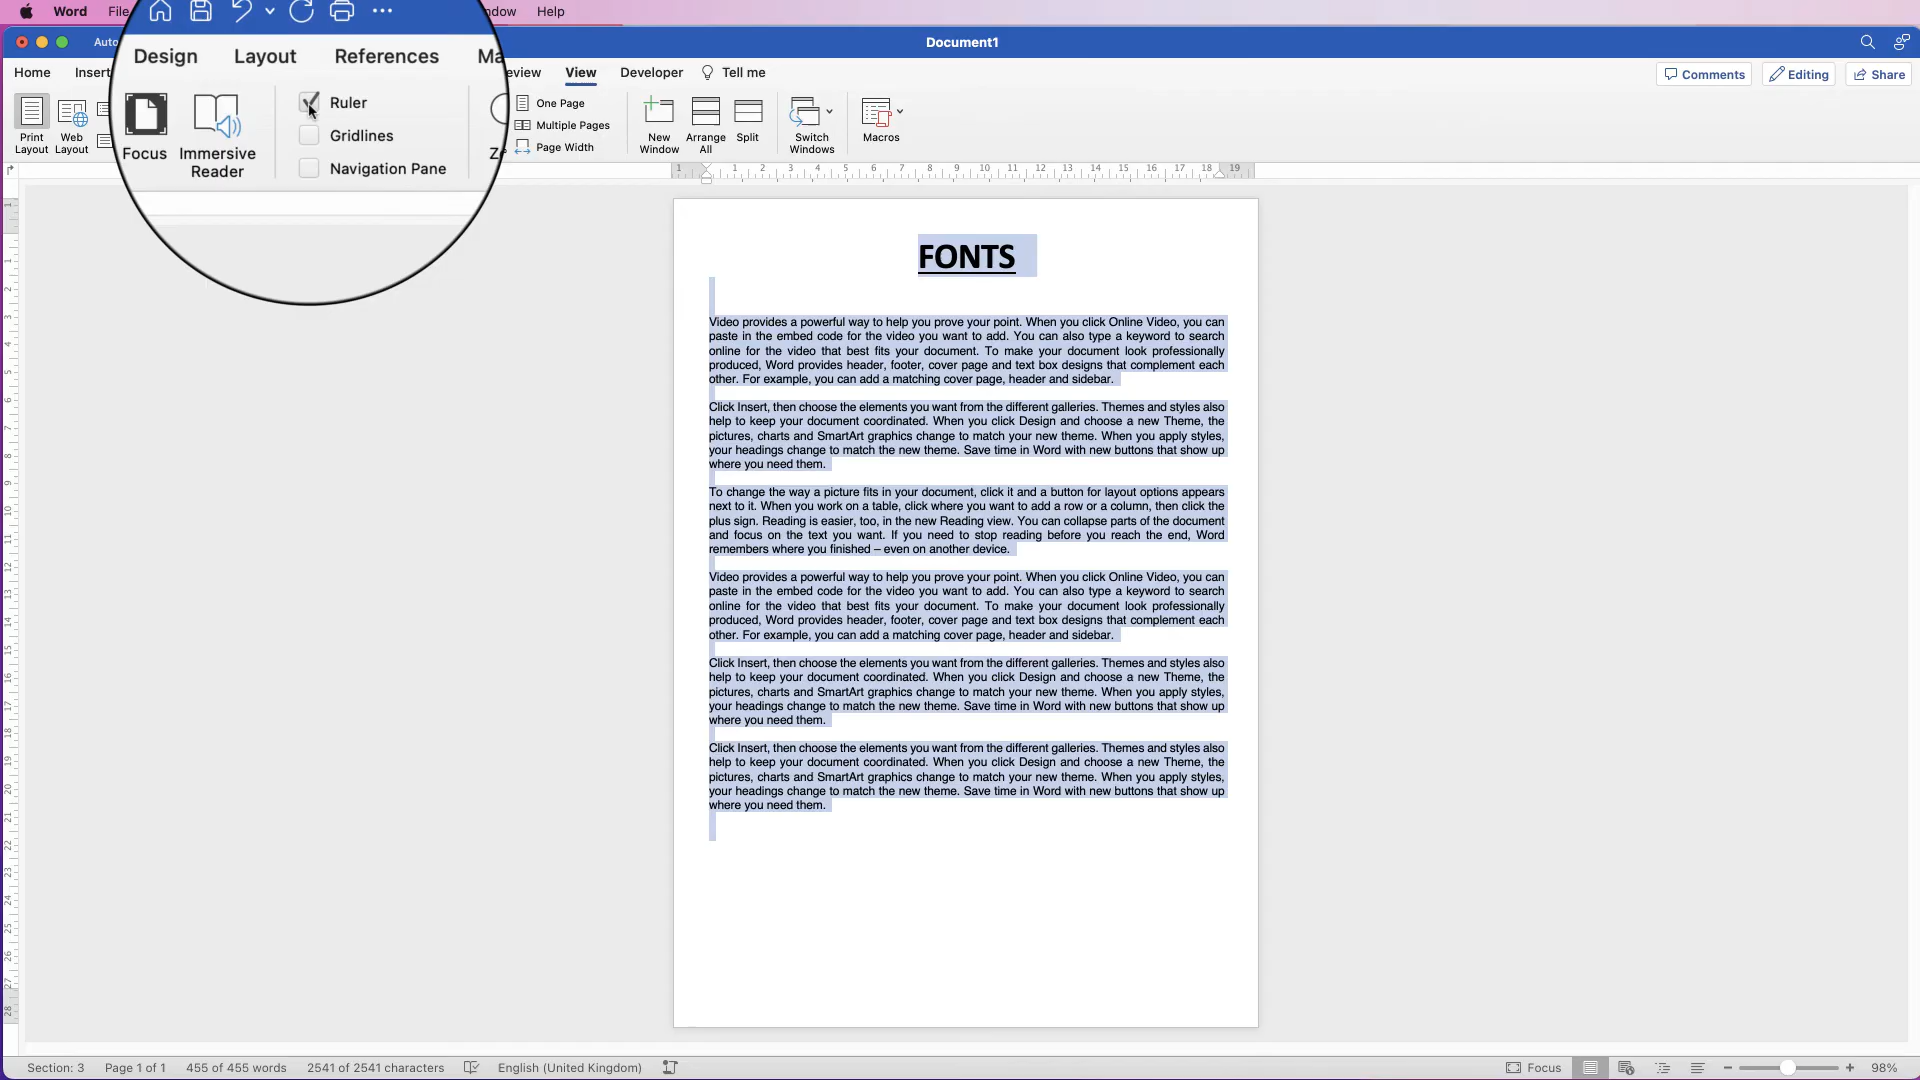 Word File
ndow Help
Auto
Document1
Design Layout References Ma
Home Insert
eview View Developer Tell me
Comments Editing Share
Print Layout
Web Layout
Focus
Immersive Reader
Ruler
Gridlines
Navigation Pane
One Page
Multiple Pages
Page Width
New Window
Arrange All
Split
Switch Windows
Macros
1 1 2 3 4 5 6 7 8 9 10 11 12 13 14 15 16 17 18 19
FONTS
Video provides a powerful way to help you prove your point. When you click Online Video, you can
paste in the embed code for the video you want to add. You can also type a keyword to search
online for the video that best fits your document. To make your document look professionally
produced, Word provides header, footer, cover page and text box designs that complement each
other. For example, you can add a matching cover page, header and sidebar.
Click Insert, then choose the elements you want from the different galleries. Themes and styles also
help to keep your document coordinated. When you click Design and choose a new Theme, the
pictures, charts and SmartArt graphics change to match your new theme. When you apply styles,
your headings change to match the new theme. Save time in Word with new buttons that show up
where you need them.
To change the way a picture fits in your document, click it and a button for layout options appears
next to it. When you work on a table, click where you want to add a row or a column, then click the
plus sign. Reading is easier, too, in the new Reading view. You can collapse parts of the document
and focus on the text you want. If you need to stop reading before you reach the end, Word
remembers where you finished – even on another device.
Video provides a powerful way to help you prove your point. When you click Online Video, you can
paste in the embed code for the video you want to add. You can also type a keyword to search
online for the video that best fits your document. To make your document look professionally
produced, Word provides header, footer, cover page and text box designs that complement each
other. For example, you can add a matching cover page, header and sidebar.
Click Insert, then choose the elements you want from the different galleries. Themes and styles also
help to keep your document coordinated. When you click Design and choose a new Theme, the
pictures, charts and SmartArt graphics change to match your new theme. When you apply styles,
your headings change to match the new theme. Save time in Word with new buttons that show up
where you need them.
Click Insert, then choose the elements you want from the different galleries. Themes and styles also
help to keep your document coordinated. When you click Design and choose a new Theme, the
pictures, charts and SmartArt graphics change to match your new theme. When you apply styles,
your headings change to match the new theme. Save time in Word with new buttons that show up
where you need them.
Section: 3 Page 1 of 1 455 of 455 words 2541 of 2541 characters English (United Kingdom) Focus 98%